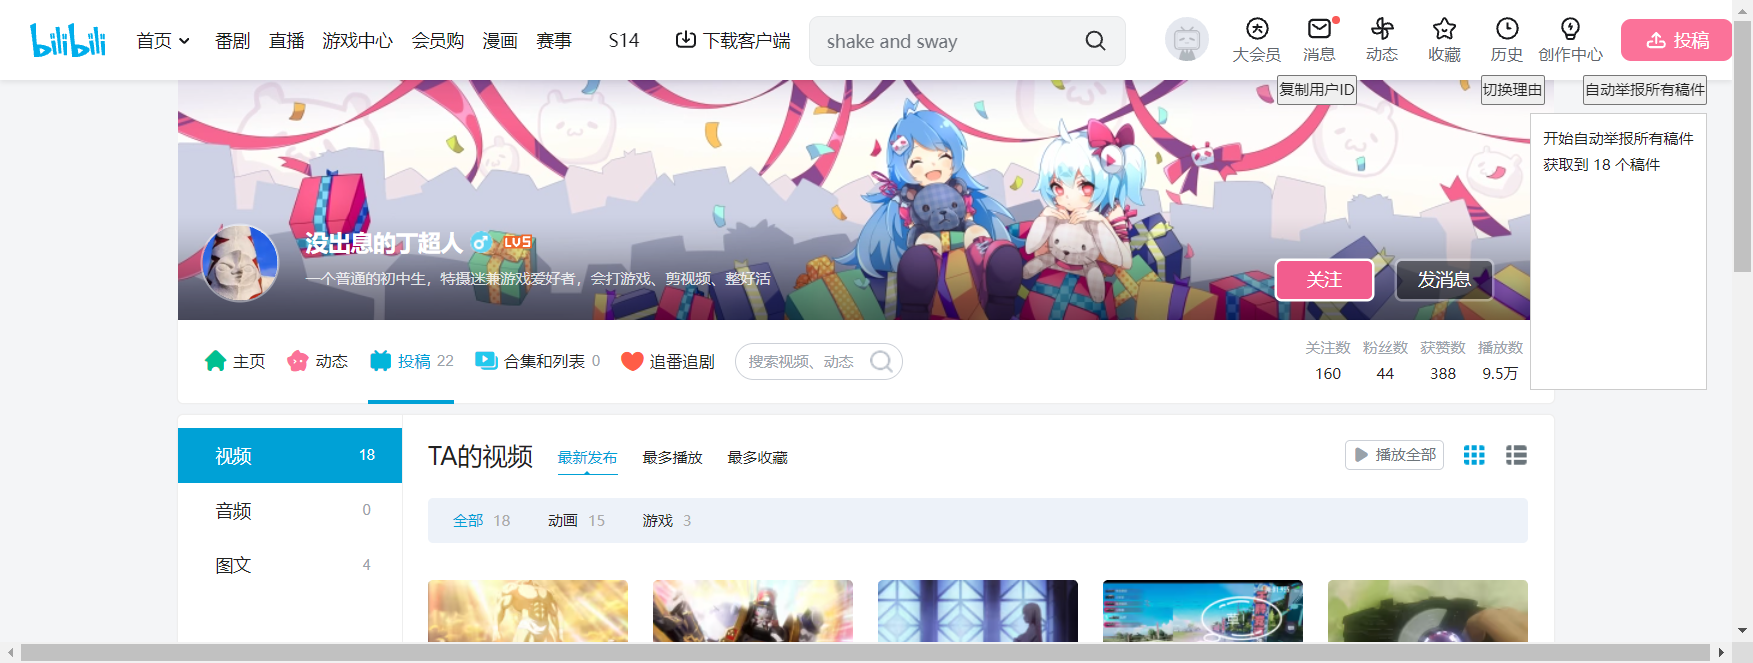 bilibili
首页
番剧
直播
游戏中心
会员购
漫画
赛事
S14
下载客户端
shake and sway
大会员
消息
动态
收藏
历史
创作中心
投稿
复制用户ID
切换理由
自动举报所有稿件
开始自动举报所有稿件
获取到 18 个稿件
没出息的丁超人
LV5
一个普通的初中生，特摄迷兼游戏爱好者，会打游戏、剪视频、整好活
关注
发消息
主页
动态
投稿 22
合集和列表 0
追番追剧
搜索视频、动态
关注数 粉丝数 获赞数 播放数
160 44 388 9.5万
视频 18
音频 0
图文 4
TA的视频
最新发布
最多播放
最多收藏
播放全部
全部 18
动画 15
游戏 3